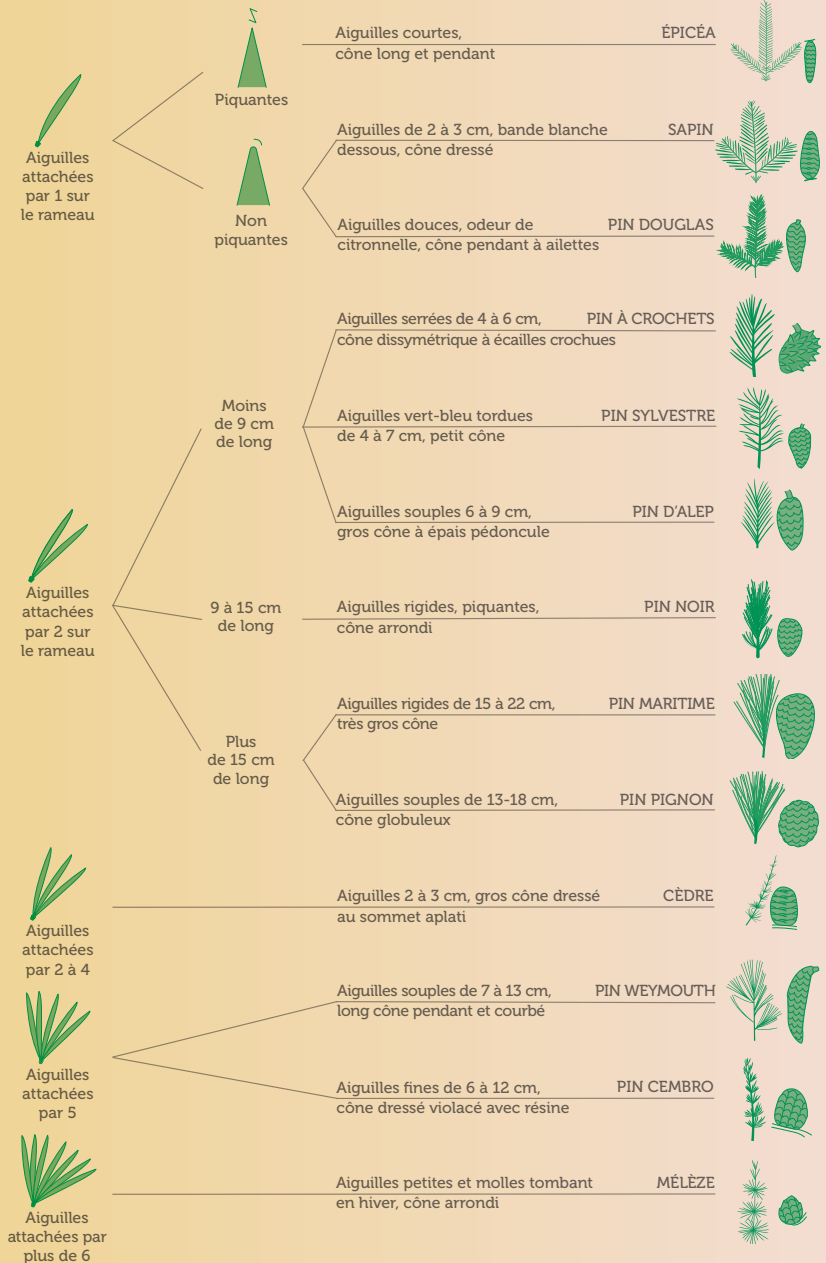 Aiguilles
attachées
par 1 sur
le rameau
Piquantes
Aiguilles courtes,
cône long et pendant
ÉPICÉA
Non
piquantes
Aiguilles de 2 à 3 cm, bande blanche
dessous, cône dressé
SAPIN
Aiguilles douces, odeur de
citronnelle, cône pendant à ailettes
PIN DOUGLAS
Aiguilles
attachées
par 2 sur
le rameau
Moins
de 9 cm
de long
Aiguilles serrées de 4 à 6 cm,
cône dissymétrique à écailles crochues
PIN À CROCHETS
Aiguilles vert-bleu tordues
de 4 à 7 cm, petit cône
PIN SYLVESTRE
Aiguilles souples 6 à 9 cm,
gros cône à épais pédoncule
PIN D'ALEP
9 à 15 cm
de long
Aiguilles rigides, piquantes,
cône arrondi
PIN NOIR
Plus
de 15 cm
de long
Aiguilles rigides de 15 à 22 cm,
très gros cône
PIN MARITIME
Aiguilles souples de 13-18 cm,
cône globuleux
PIN PIGNON
Aiguilles
attachées
par 2 à 4
Aiguilles 2 à 3 cm, gros cône dressé
au sommet aplati
CÈDRE
Aiguilles
attachées
par 5
Aiguilles souples de 7 à 13 cm,
long cône pendant et courbé
PIN WEYMOUTH
Aiguilles fines de 6 à 12 cm,
cône dressé violacé avec résine
PIN CEMBRO
Aiguilles
attachées par
plus de 6
Aiguilles petites et molles tombant
en hiver, cône arrondi
MÉLÈZE